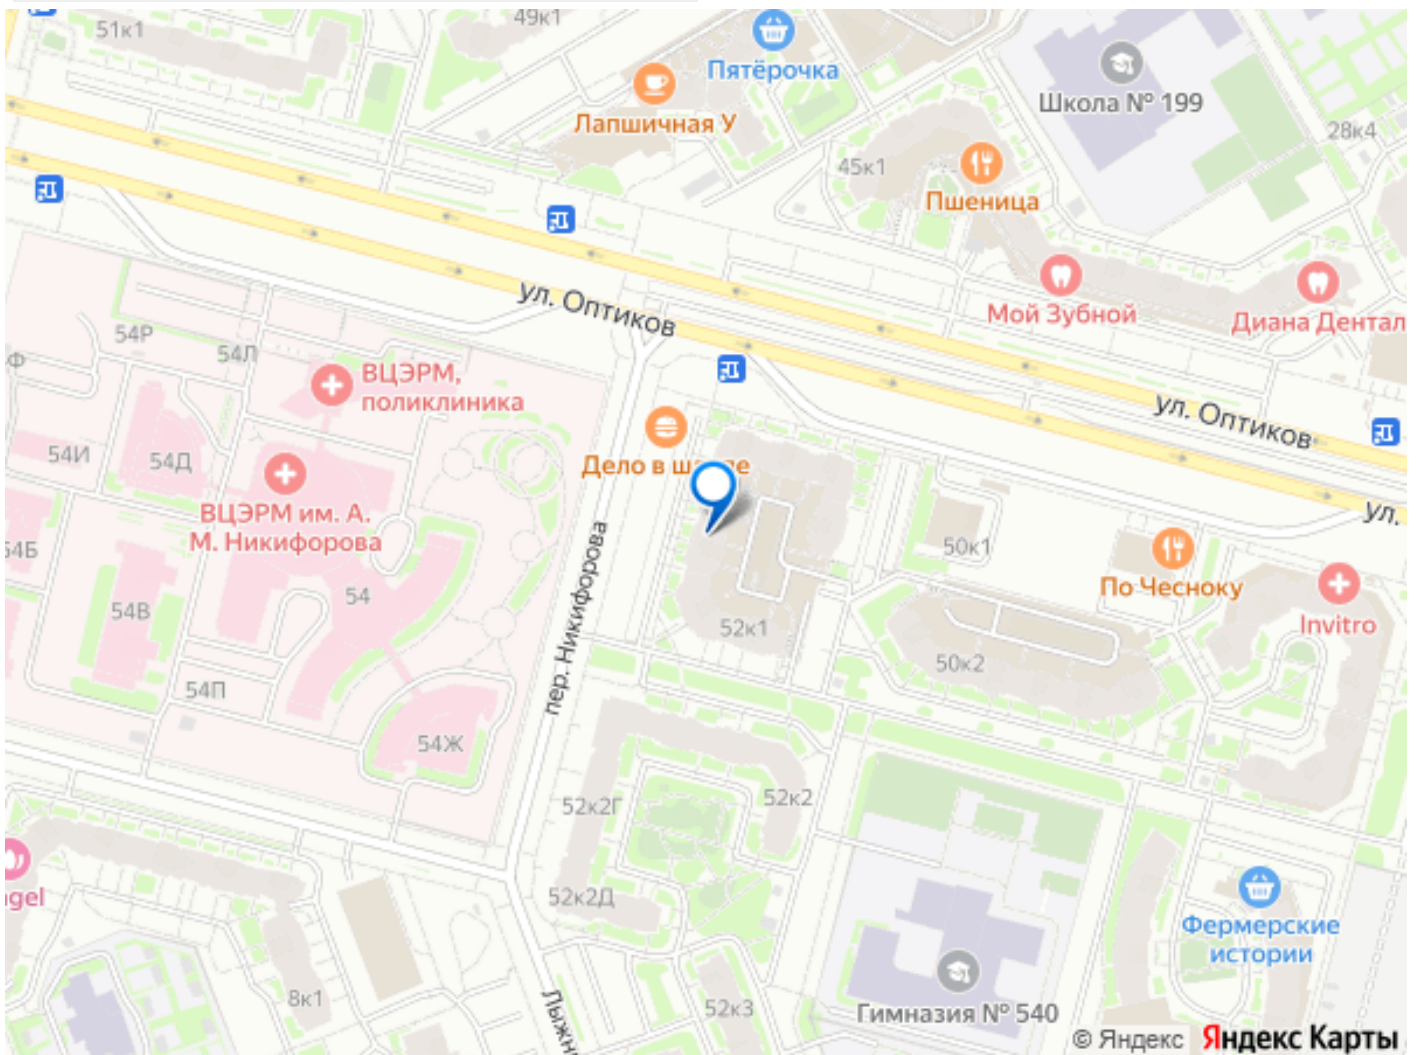 51к1
49к1
Пятёрочка
Лапшичная У
Школа № 199
28к4
45к1
Пшеница
ул. Оптиков
Мой Зубной
Диана Дентал
54Р
54Л
Ф
ВЦЭРМ,
поликлиника
ул. Оптиков
54И
54Д
Дело в
ВЦЭРМ им. А.
М. Никифорова
ул.
54Б
54
54В
пер. Никифорова
50к1
По Чесноку
Invitro
52к1
50к2
54П
54Ж
52к2Г
52к2
52к2Д
gel
Фермерские
истории
8к1
Лыжн
52к3
Гимназия № 540
© Яндекс Яндекс Карты